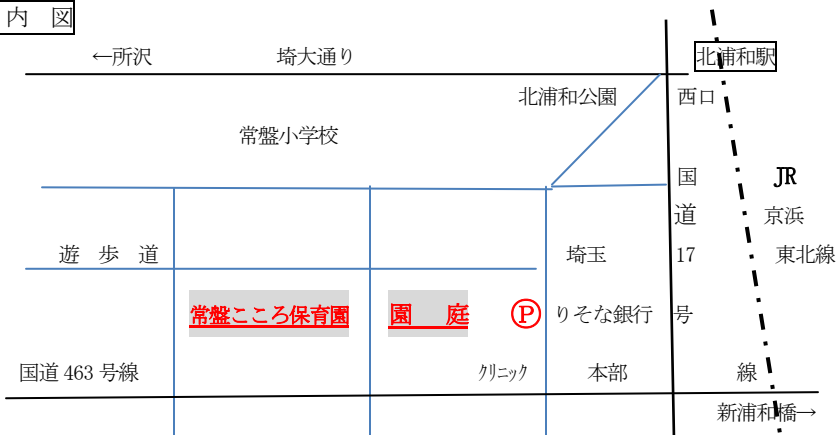 内　図
←所沢
埼大通り
北浦和駅
北浦和公園
西口
常盤小学校
国道17号
JR
京浜
東北線
遊　歩　道
埼玉
りそな銀行
本部
常盤こころ保育園
園　庭
Ⓟ
国道 463 号線
クリニック
線
新浦和橋→